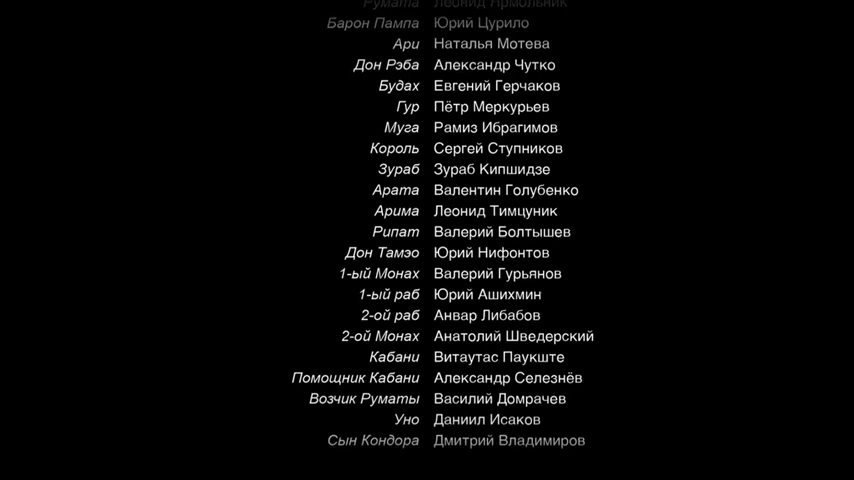 Румата Леонид Ярмольник
Барон Пампа Юрий Цурило
Ари Наталья Мотева
Дон Рэба Александр Чутко
Будах Евгений Герчаков
Гур Пётр Меркурьев
Муга Рамиз Ибрагимов
Король Сергей Ступников
Зураб Зураб Кипшидзе
Арата Валентин Голубенко
Арима Леонид Тимцуник
Рипат Валерий Болтышев
Дон Тамэо Юрий Нифонтов
1-ый Монах Валерий Гурьянов
1-ый раб Юрий Ашихмин
2-ой раб Анвар Либабов
2-ой Монах Анатолий Шведерский
Кабани Витаутас Паукште
Помощник Кабани Александр Селезнёв
Возчик Руматы Василий Домрачев
Уно Даниил Исаков
Сын Кондора Дмитрий Владимиров